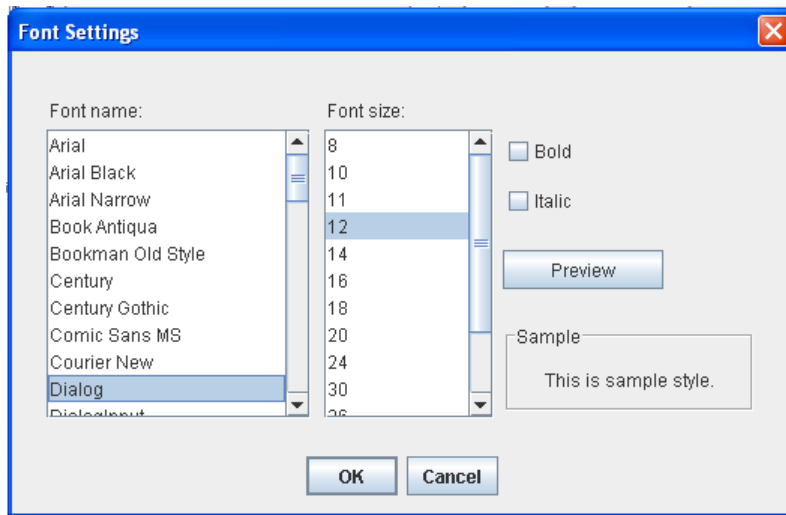 Font Settings
Font name:
Arial
Arial Black
Arial Narrow
Book Antiqua
Bookman Old Style
Century
Century Gothic
Comic Sans MS
Courier New
Dialog
DialogInput
Font size:
8
10
11
12
14
16
18
20
24
30
Bold
Italic
Preview
Sample
This is sample style.
OK
Cancel